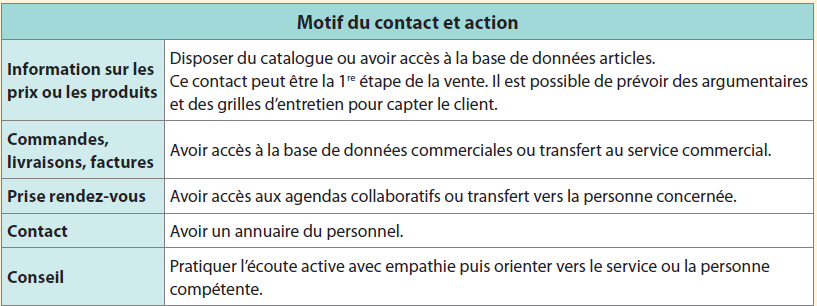 Motif du contact et action
Information sur les
prix ou les produits
Disposer du catalogue ou avoir accès à la base de données articles.
Ce contact peut être la 1re étape de la vente. Il est possible de prévoir des argumentaires
et des grilles d’entretien pour capter le client.
Commandes,
livraisons, factures
Avoir accès à la base de données commerciales ou transfert au service commercial.
Prise rendez-vous
Avoir accès aux agendas collaboratifs ou transfert vers la personne concernée.
Contact
Avoir un annuaire du personnel.
Conseil
Pratiquer l’écoute active avec empathie puis orienter vers le service ou la personne
compétente.